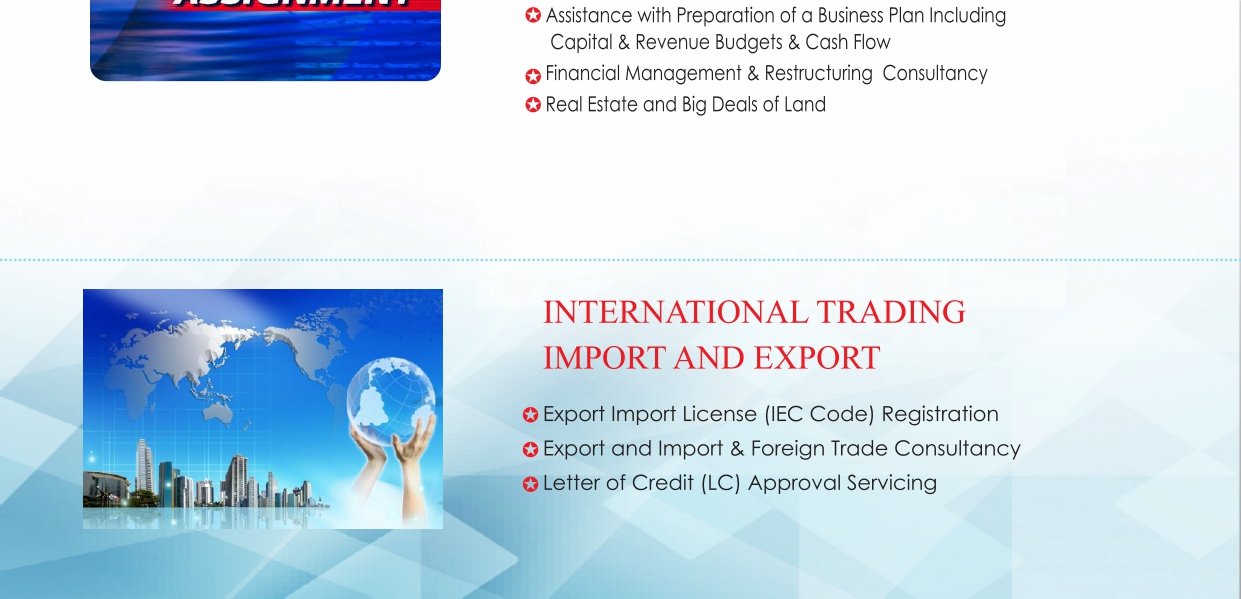 ASSIGNMENT
Assistance with Preparation of a Business Plan Including
Capital & Revenue Budgets & Cash Flow
Financial Management & Restructuring Consultancy
Real Estate and Big Deals of Land
INTERNATIONAL TRADING
IMPORT AND EXPORT
Export Import License (IEC Code) Registration
Export and Import & Foreign Trade Consultancy
Letter of Credit (LC) Approval Servicing